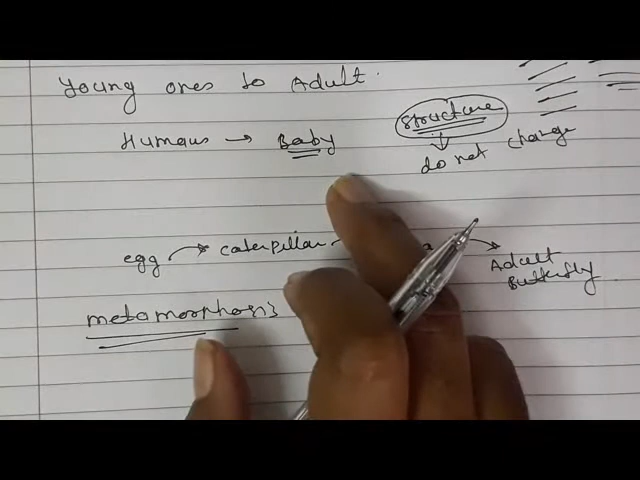 Young ones to Adult.
Humans → Baby
Structure
do not change
egg → caterpillar → a → Adult Butterfly
metamorphosis